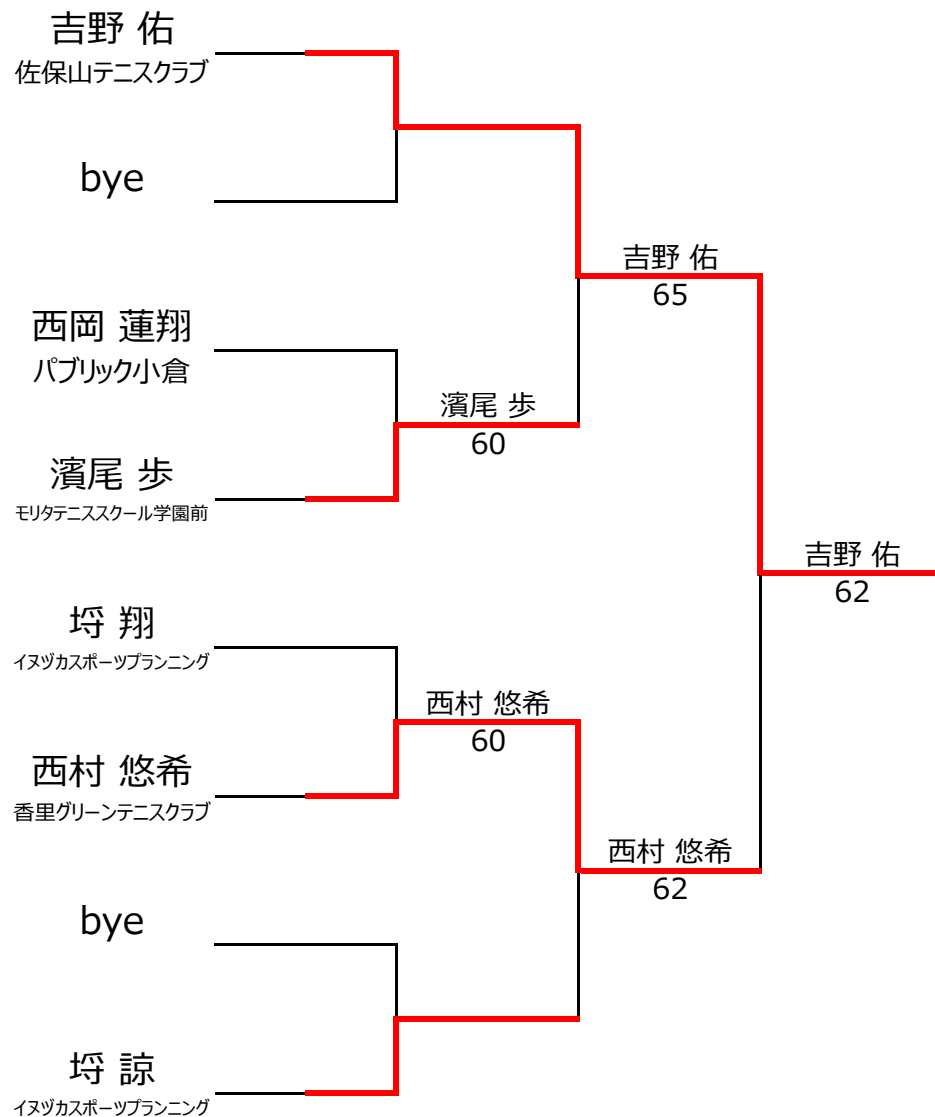 吉野 佑
佐保山テニスクラブ
bye
西岡 蓮翔
パブリック小倉
濱尾 歩
モリタテニススクール学園前
埒 翔
イヌヅカスポーツプランニング
西村 悠希
香里グリーンテニスクラブ
bye
埒 諒
イヌヅカスポーツプランニング
濱尾 歩
60
西村 悠希
60
吉野 佑
65
西村 悠希
62
吉野 佑
62